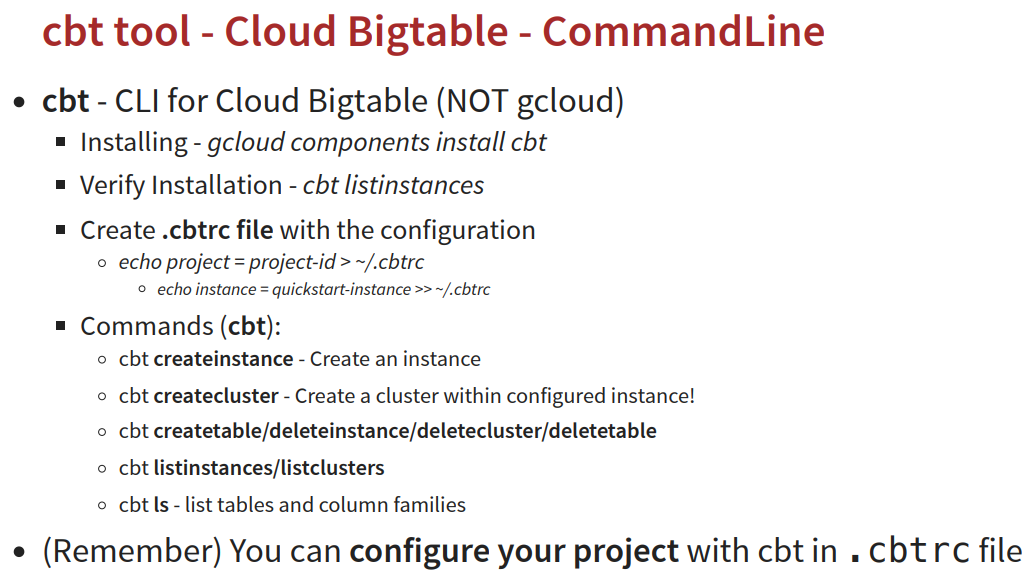 cbt tool - Cloud Bigtable - CommandLine
cbt - CLI for Cloud Bigtable (NOT gcloud)
Installing - gcloud components install cbt
Verify Installation - cbt listinstances
Create .cbtrc file with the configuration
echo project = project-id > ~/.cbtrc
echo instance = quickstart-instance >> ~/.cbtrc
Commands (cbt):
cbt createinstance - Create an instance
cbt createcluster - Create a cluster within configured instance!
cbt createtable/deleteinstance/deletecluster/deletetable
cbt listinstances/listclusters
cbt ls - list tables and column families
(Remember) You can configure your project with cbt in .cbtrc file